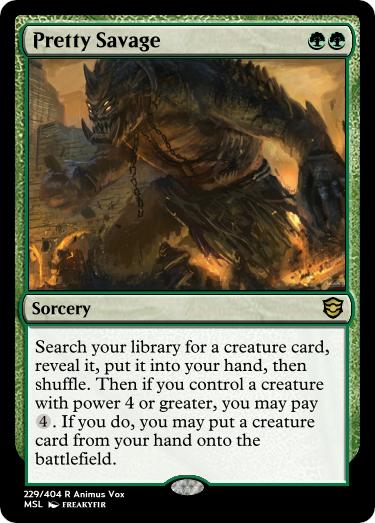 Pretty Savage
Sorcery
Search your library for a creature card,
reveal it, put it into your hand, then
shuffle. Then if you control a creature
with power 4 or greater, you may pay
4. If you do, you may put a creature
card from your hand onto the
battlefield.
229/404 R Animus Vox
MSL FREAKYFIR